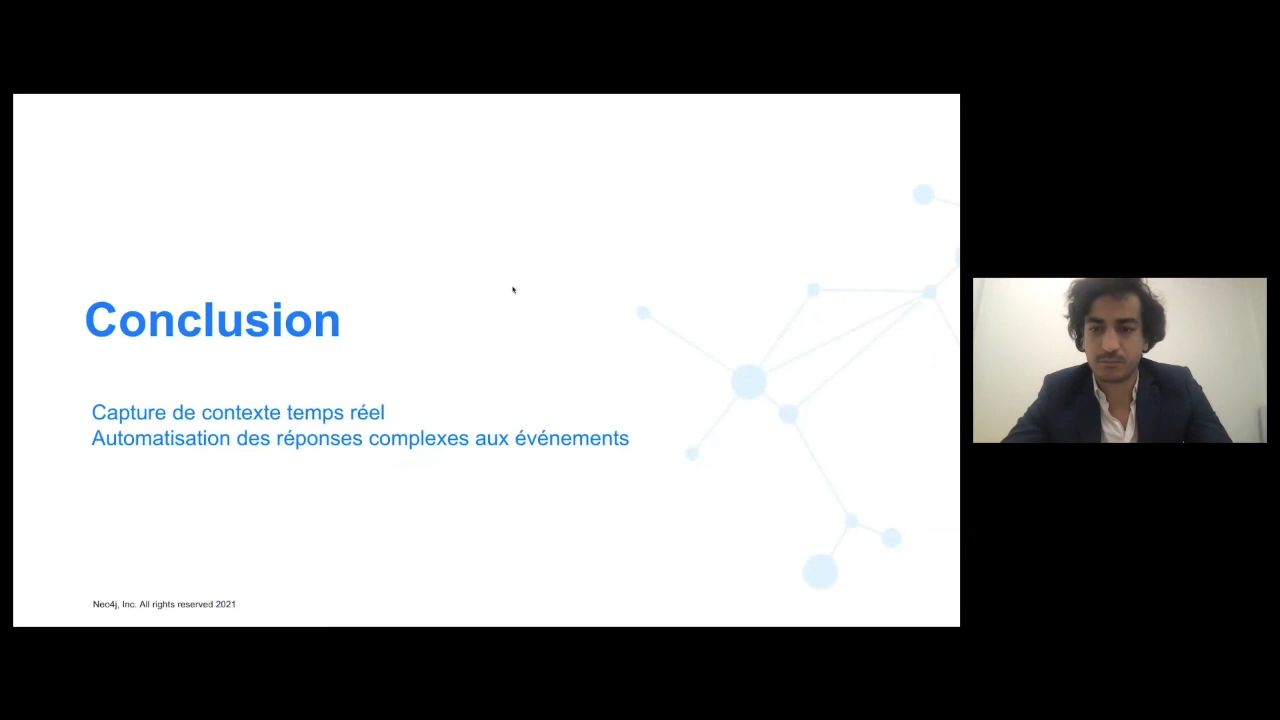 Conclusion
Capture de contexte temps réel
Automatisation des réponses complexes aux événements
Neo4j, Inc. All rights reserved 2021